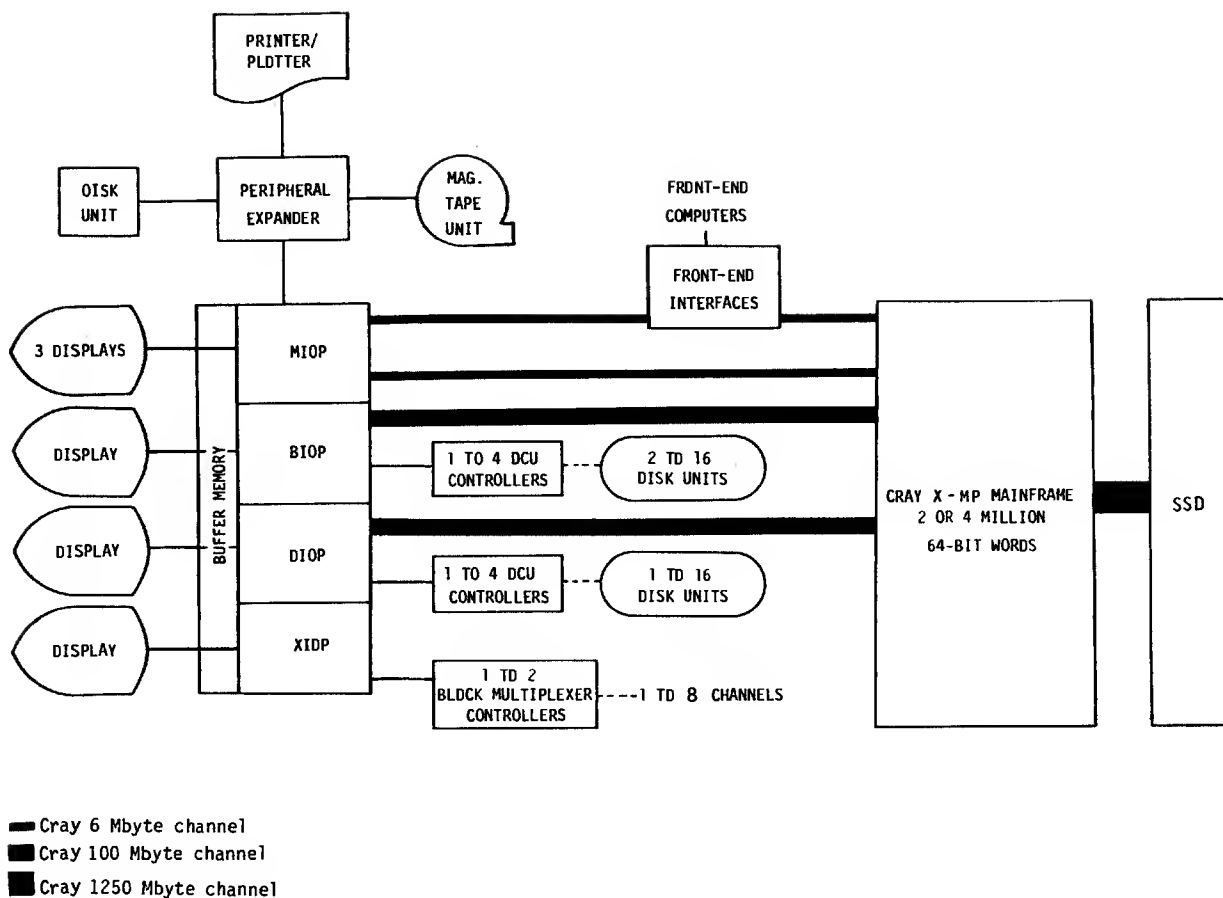 PRINTER/
PLDTTER
OISK
UNIT
PERIPHERAL
EXPANDER
MAG.
TAPE
UNIT
FRDNT-END
COMPUTERS
FRONT-END
INTERFACES
3 DISPLAYS
MIOP
DISPLAY
BIOP
1 TO 4 DCU
CONTROLLERS
2 TD 16
DISK UNITS
BUFFER MEMORY
CRAY X-MP MAINFRAME
2 OR 4 MILLION
64-BIT WORDS
SSD
DISPLAY
DIOP
1 TO 4 DCU
CONTROLLERS
1 TD 16
DISK UNITS
DISPLAY
XIDP
1 TD 2
BLDCK MULTIPLEXER
CONTROLLERS
1 TD 8 CHANNELS
Cray 6 Mbyte channel
Cray 100 Mbyte channel
Cray 1250 Mbyte channel